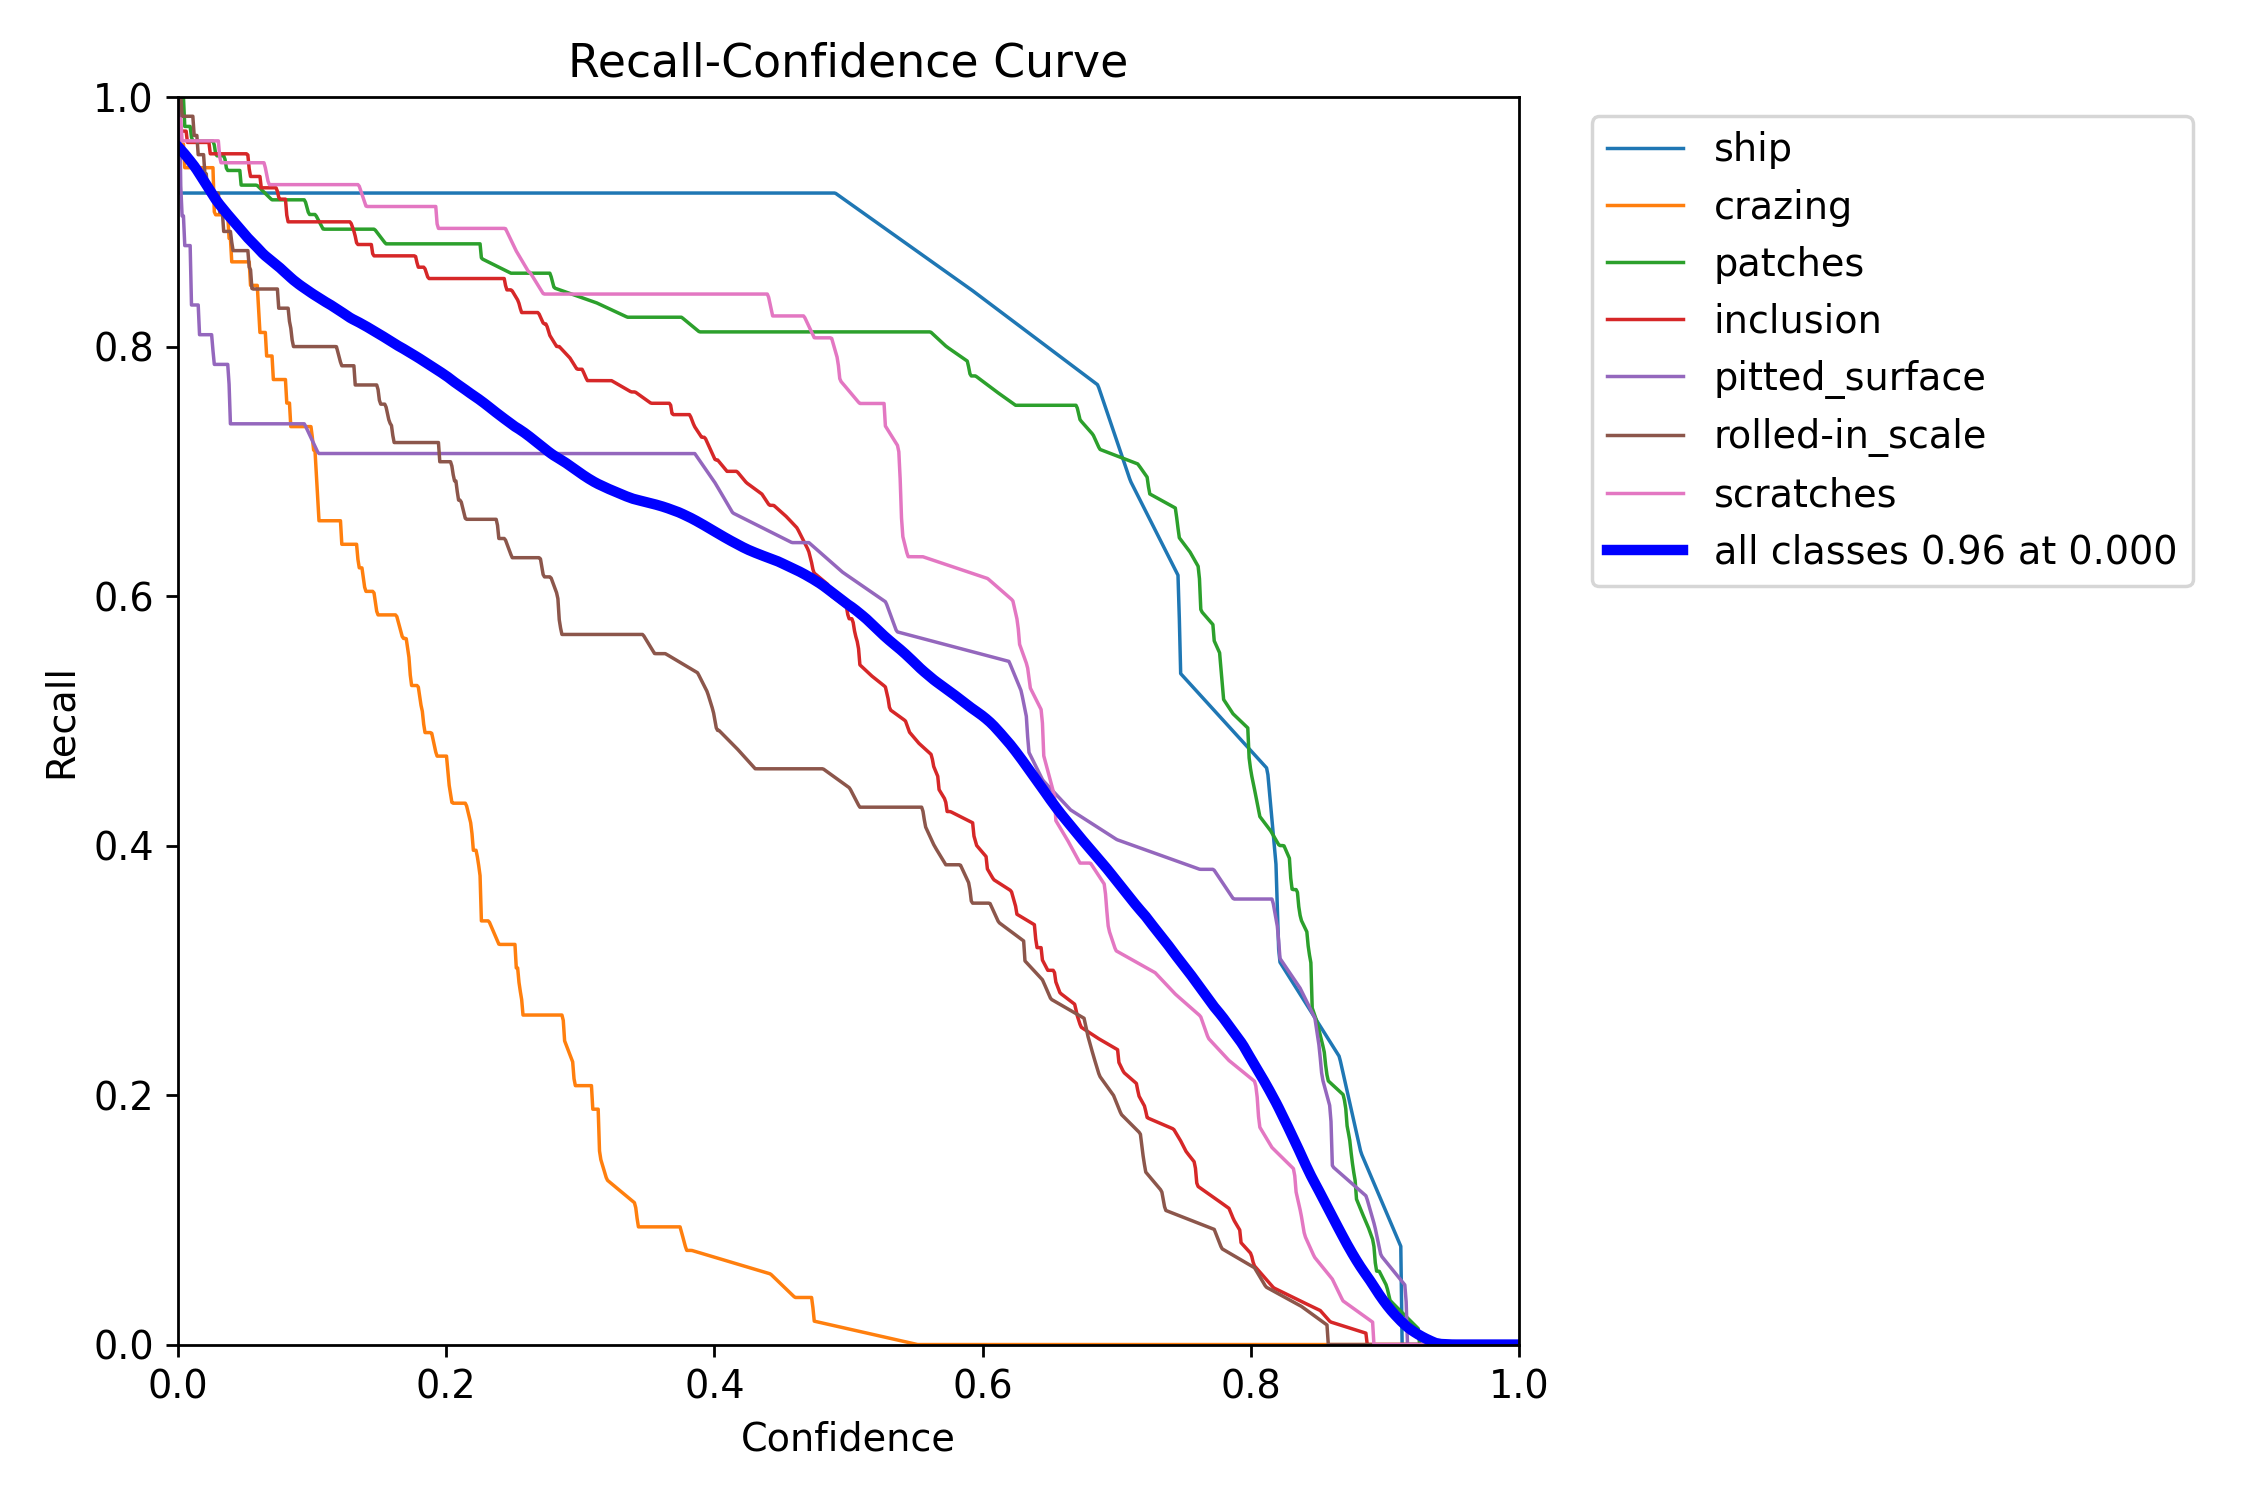 Recall-Confidence Curve
1.0
0.8
0.6
0.4
0.2
0.0
Recall
0.0 0.2 0.4 0.6 0.8 1.0
Confidence
ship
crazing
patches
inclusion
pitted_surface
rolled-in_scale
scratches
all classes 0.96 at 0.000